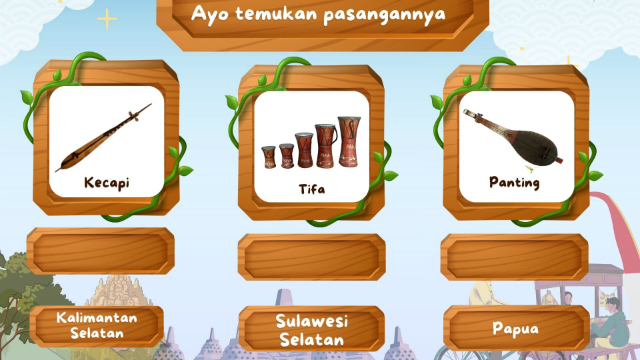 Ayo temukan pasangannya
Kecapi
Tifa
Panting
Kalimantan
Selatan
Sulawesi
Selatan
Papua